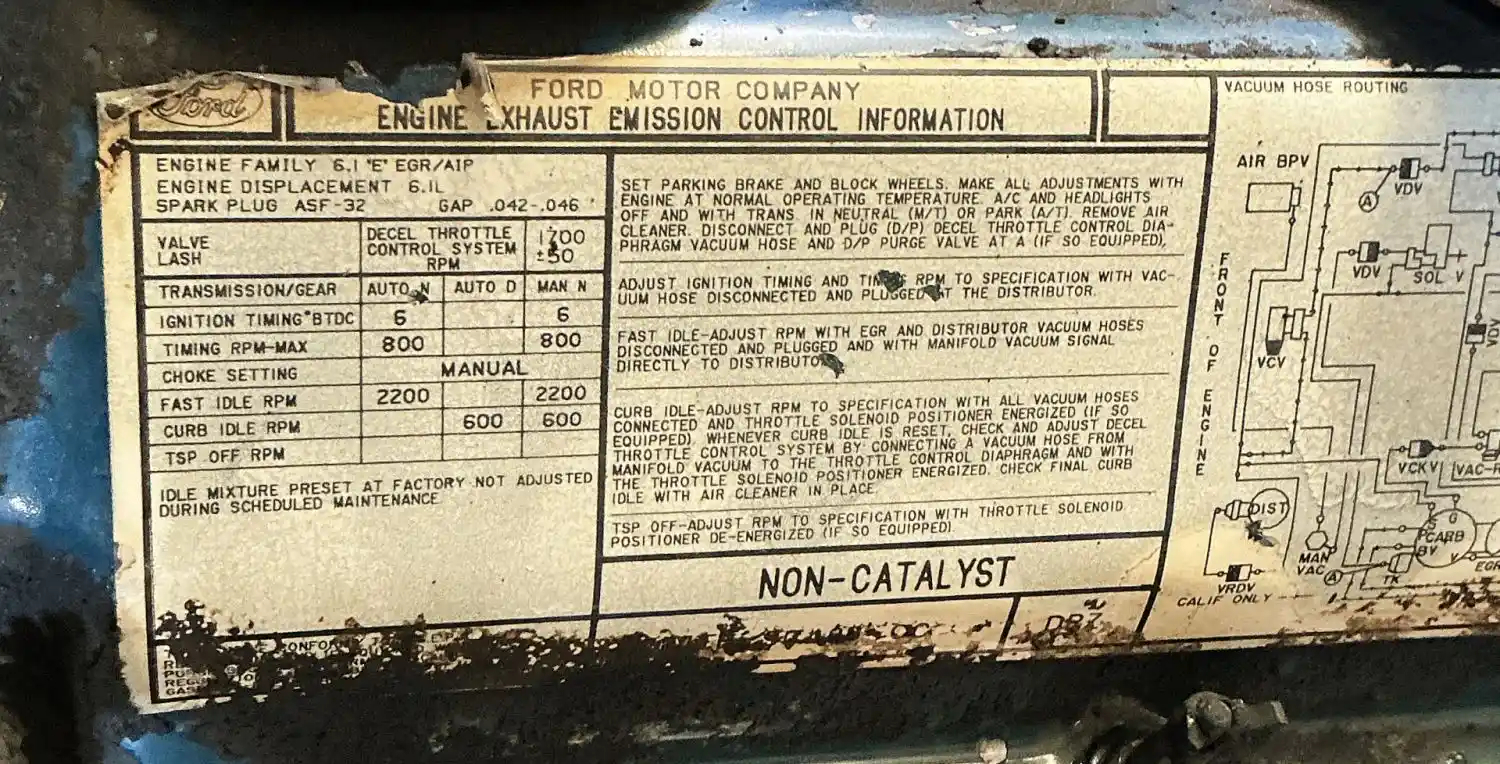 Ford
FORD MOTOR COMPANY
ENGINE EXHAUST EMISSION CONTROL INFORMATION
ENGINE FAMILY 6.1 "E" EGR/AIP
ENGINE DISPLACEMENT 6.1L
SPARK PLUG ASF-32 GAP .042-.046
VALVE LASH
DECEL THROTTLE CONTROL SYSTEM RPM
1700 ±50
TRANSMISSION/GEAR AUTO N AUTO D MAN N
IGNITION TIMING°BTDC 6 6
TIMING RPM-MAX 800 800
CHOKE SETTING MANUAL
FAST IDLE RPM 2200 2200
CURB IDLE RPM 600 600
TSP OFF RPM
IDLE MIXTURE PRESET AT FACTORY NOT ADJUSTED
DURING SCHEDULED MAINTENANCE
SET PARKING BRAKE AND BLOCK WHEELS. MAKE ALL ADJUSTMENTS WITH
ENGINE AT NORMAL OPERATING TEMPERATURE. A/C AND HEADLIGHTS
OFF AND WITH TRANS. IN NEUTRAL (M/T) OR PARK (A/T). REMOVE AIR
CLEANER. DISCONNECT AND PLUG (D/P) DECEL THROTTLE CONTROL DIA-
PHRAGM VACUUM HOSE AND D/P PURGE VALVE AT A (IF SO EQUIPPED).
ADJUST IGNITION TIMING AND TIMING RPM TO SPECIFICATION WITH VAC-
UUM HOSE DISCONNECTED AND PLUGGED AT THE DISTRIBUTOR.
FAST IDLE-ADJUST RPM WITH EGR AND DISTRIBUTOR VACUUM HOSES
DISCONNECTED AND PLUGGED AND WITH MANIFOLD VACUUM SIGNAL
DIRECTLY TO DISTRIBUTOR
CURB IDLE-ADJUST RPM TO SPECIFICATION WITH ALL VACUUM HOSES
CONNECTED AND THROTTLE SOLENOID POSITIONER ENERGIZED (IF SO
EQUIPPED). WHENEVER CURB IDLE IS RESET, CHECK AND ADJUST DECEL
THROTTLE CONTROL SYSTEM BY CONNECTING A VACUUM HOSE FROM
MANIFOLD VACUUM TO THE THROTTLE CONTROL DIAPHRAGM AND WITH
THE THROTTLE SOLENOID POSITIONER ENERGIZED. CHECK FINAL CURB
IDLE WITH AIR CLEANER IN PLACE
TSP OFF-ADJUST RPM TO SPECIFICATION WITH THROTTLE SOLENOID
POSITIONER DE-ENERGIZED (IF SO EQUIPPED).
NON-CATALYST
VACUUM HOSE ROUTING
AIR BPV
VDV
A
VDV
SOL V
FRONT OF ENGINE
VCV
VDV
VCKV
DIST
G
S
CARB
BV
V
MAN
VAC
A
TK
VRDV
CALIF ONLY